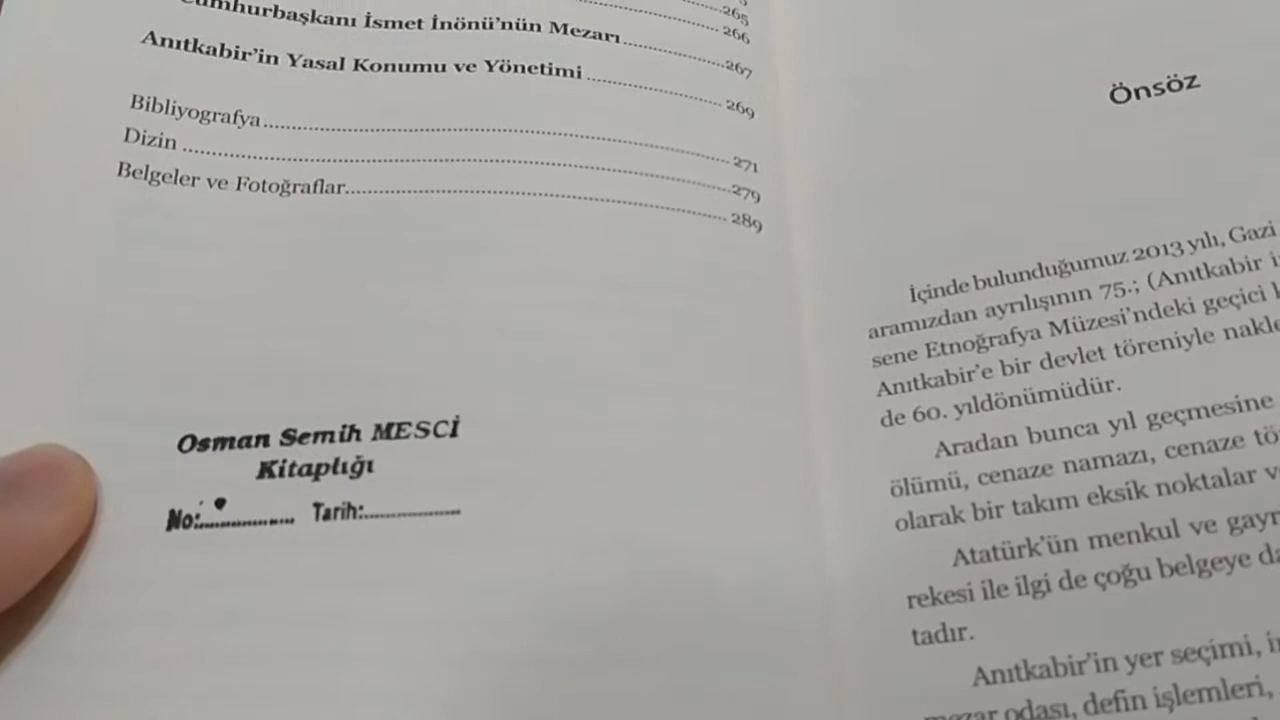 265
266
Cumhurbaşkanı İsmet İnönü'nün Mezarı 267
Anıtkabir'in Yasal Konumu ve Yönetimi 269
Bibliyografya 271
Dizin 279
Belgeler ve Fotoğraflar 289
Osman Semih MESCİ
Kitaplığı
No:................. Tarih:.................
Önsöz
İçinde bulunduğumuz 2013 yılı, Gazi
aramızdan ayrılışının 75.; (Anıtkabir
sene Etnoğrafya Müzesi'ndeki geçici
Anıtkabir'e bir devlet töreniyle
de 60. yıldönümüdür.
Aradan bunca yıl geçmesine
ölümü, cenaze namazı, cenaze
olarak bir takım eksik noktalar
Atatürk'ün menkul ve
rekesi ile ilgi de çoğu belgeye
tadır.
Anıtkabir'in yer seçimi,
mezar odası, defin işlemleri,